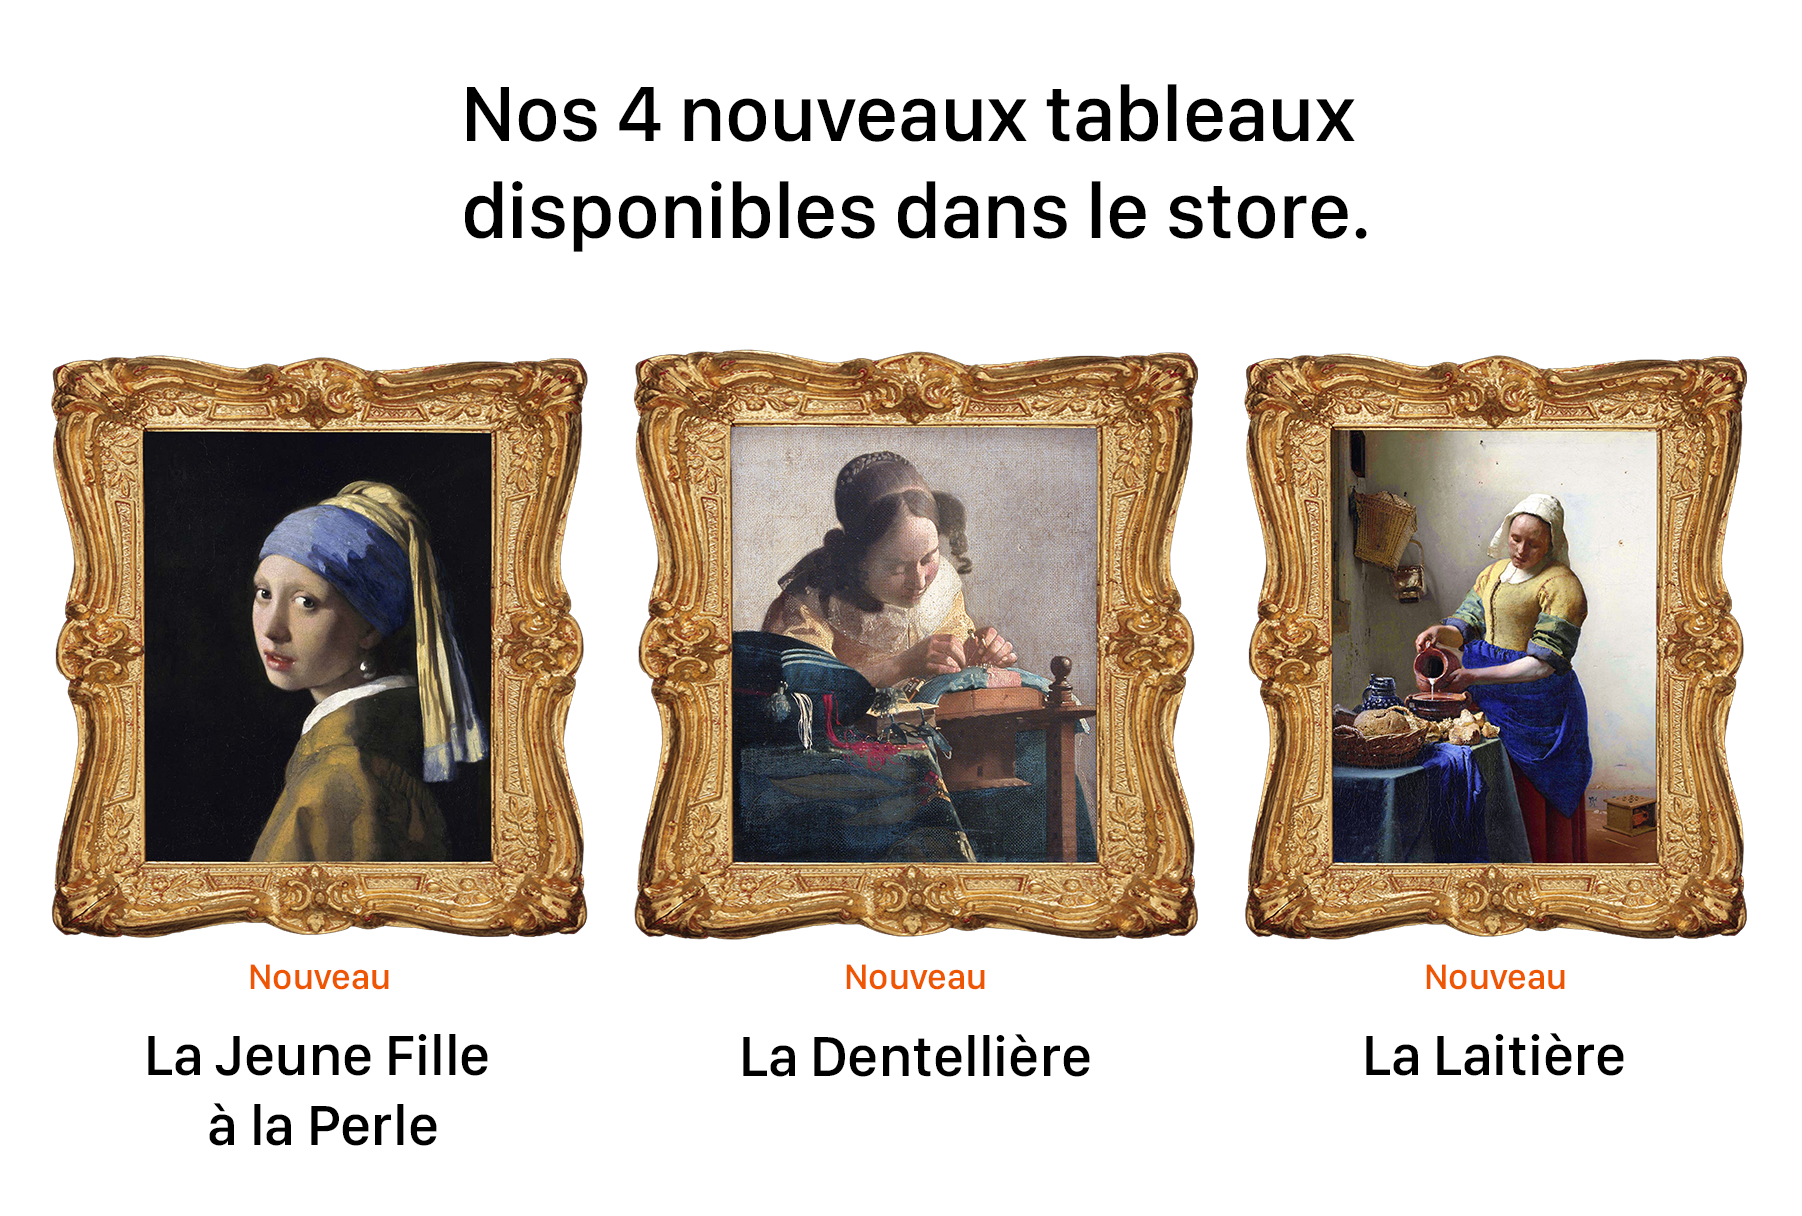 Nos 4 nouveaux tableaux
disponibles dans le store.
Nouveau
La Jeune Fille
à la Perle
Nouveau
La Dentellière
Nouveau
La Laitière